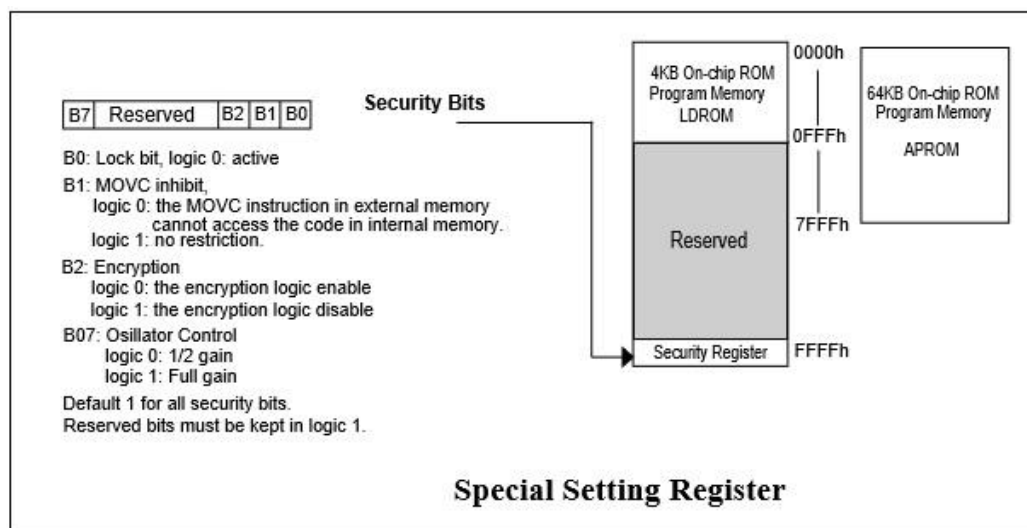 B7 Reserved B2 B1 B0
Security Bits
B0: Lock bit, logic 0: active
B1: MOVC inhibit,
logic 0: the MOVC instruction in external memory
cannot access the code in internal memory.
logic 1: no restriction.
B2: Encryption
logic 0: the encryption logic enable
logic 1: the encryption logic disable
B07: Osillator Control
logic 0: 1/2 gain
logic 1: Full gain
Default 1 for all security bits.
Reserved bits must be kept in logic 1.
4KB On-chip ROM
Program Memory
LDROM
Reserved
Security Register
0000h
0FFFh
7FFFh
FFFFh
64KB On-chip ROM
Program Memory
APROM
Special Setting Register